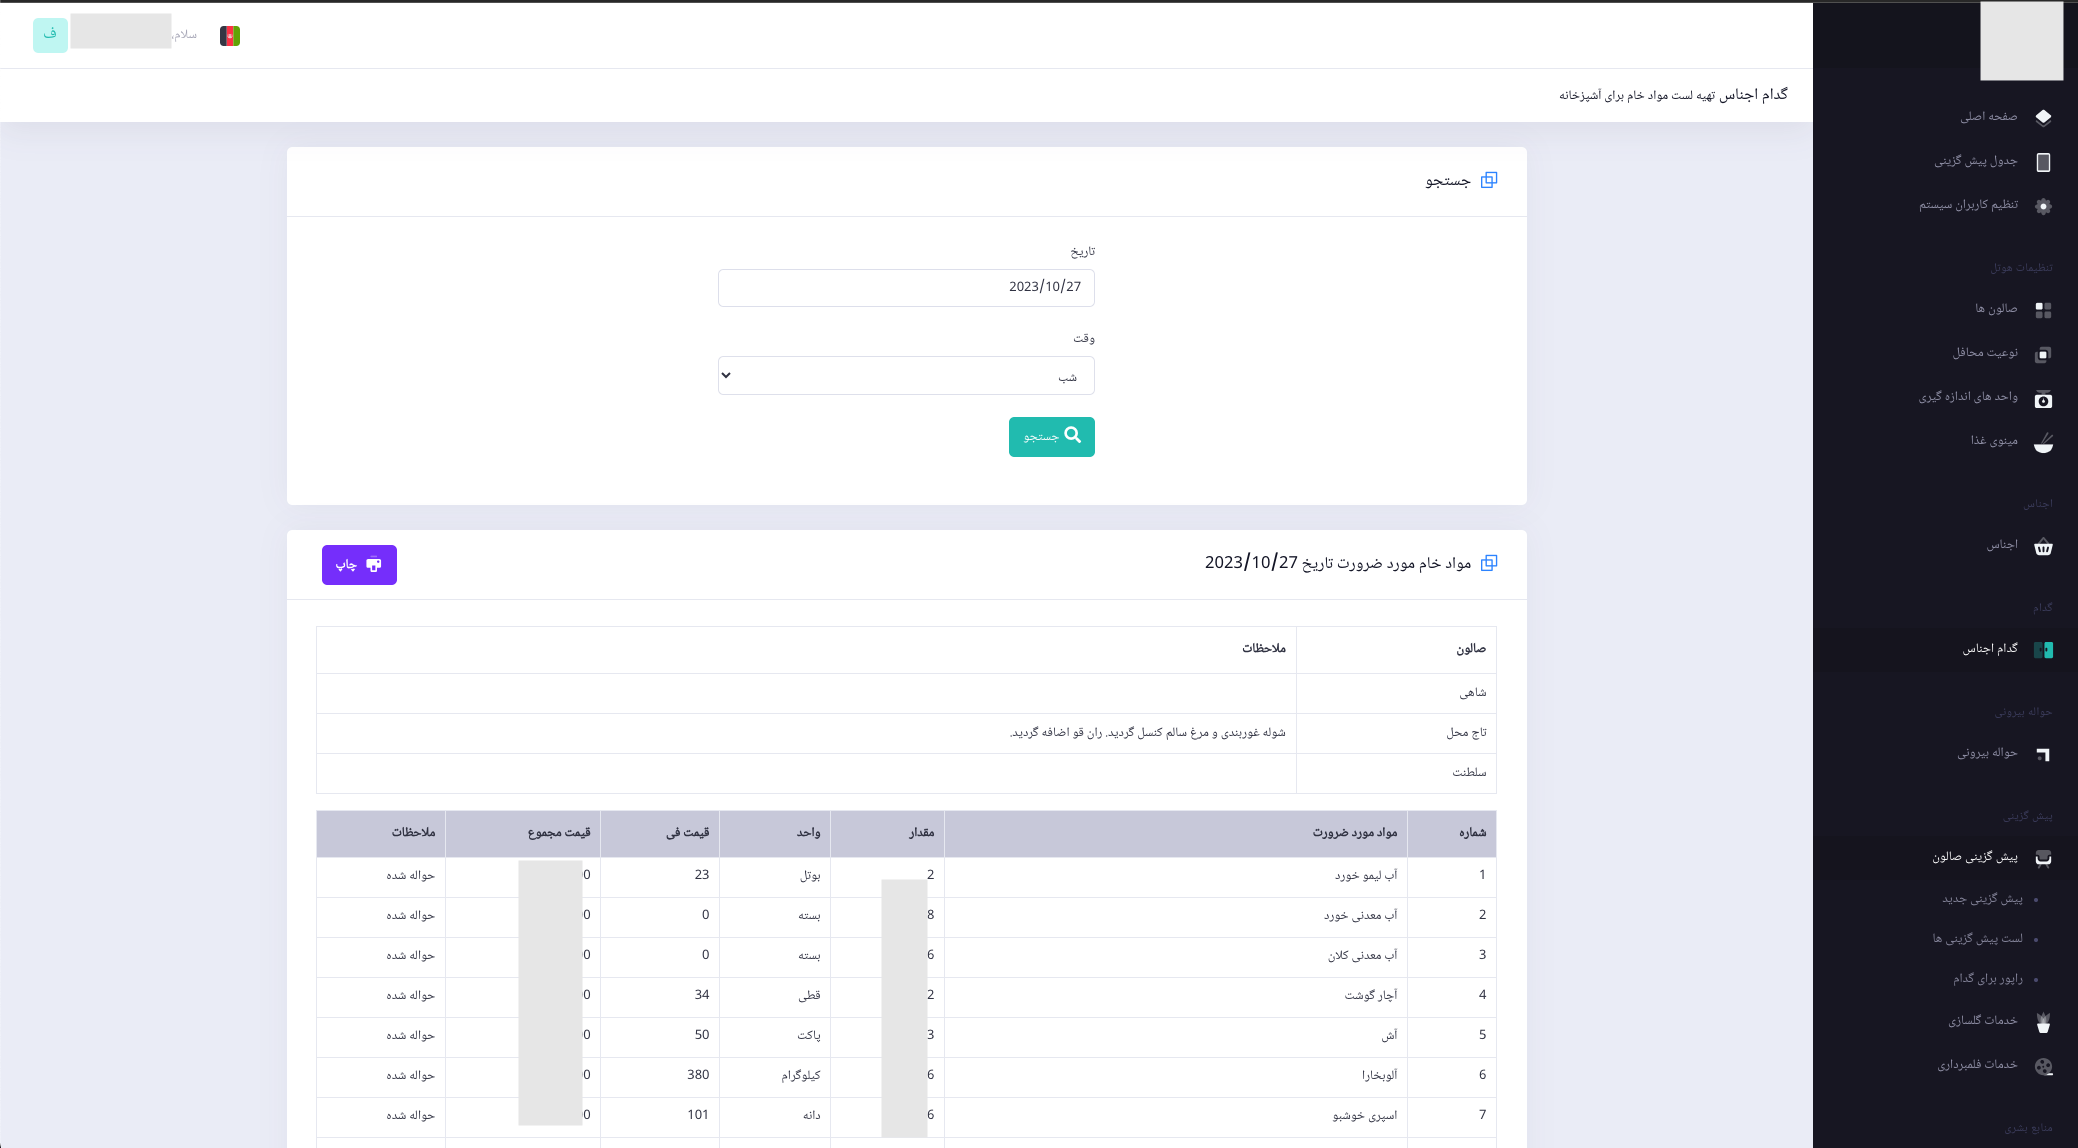 سلام،
ف
گدام اجناس تهیه لست مواد خام برای آشپزخانه
صفحه اصلی
جدول پیش گزینی
تنظیم کاربران سیستم
تنظیمات هوتل
صالون ها
نوعیت محافل
واحد های اندازه گیری
مینوی غذا
اجناس
اجناس
گدام
گدام اجناس
حواله بیرونی
حواله بیرونی
پیش گزینی
پیش گزینی صالون
پیش گزینی جدید
لست پیش گزینی ها
راپور برای گدام
خدمات گلسازی
خدمات فلمبرداری
منابع بشری
جستجو
تاریخ
2023/10/27
وقت
شب
جستجو
مواد خام مورد ضرورت تاریخ 2023/10/27
چاپ
صالون ملاحظات
شاهی
تاج محل شوله غوربندی و مرغ سالم کنسل گردید. ران قو اضافه گردید.
سلطنت
شماره مواد مورد ضرورت مقدار واحد قیمت فی قیمت مجموع ملاحظات
1 آب لیمو خورد 2 بوتل 23 0 حواله شده
2 آب معدنی خورد 8 بسته 0 00 حواله شده
3 آب معدنی کلان 6 بسته 0 00 حواله شده
4 آچار گوشت 2 قطی 34 00 حواله شده
5 آش 3 پاکت 50 0 حواله شده
6 آلوبخارا 6 کیلوگرام 380 00 حواله شده
7 اسپری خوشبو 6 دانه 101 0 حواله شده